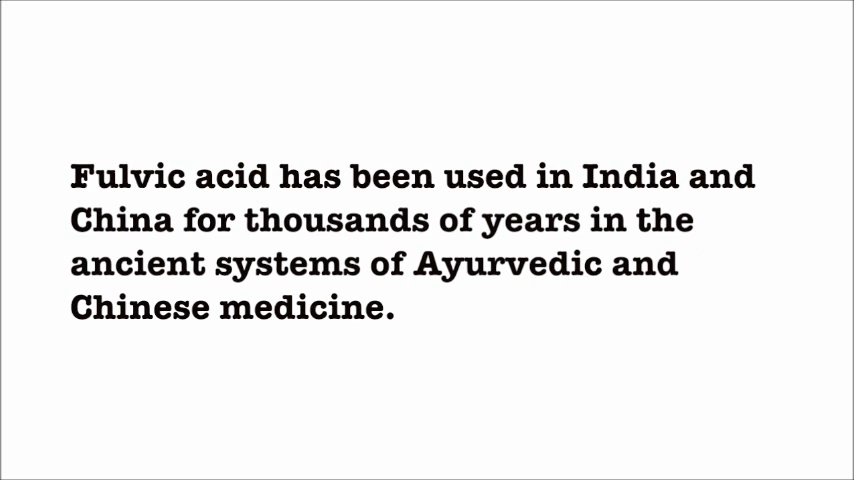 Fulvic acid has been used in India and
China for thousands of years in the
ancient systems of Ayurvedic and
Chinese medicine.